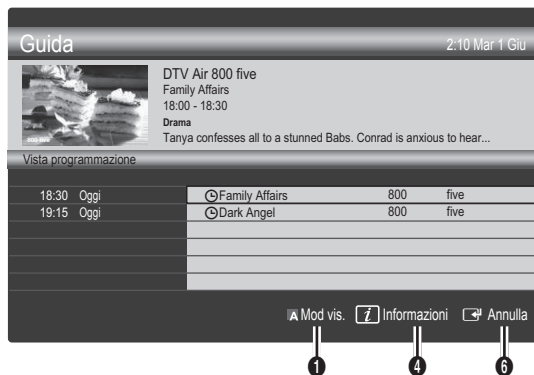 Guida 2:10 Mar 1 Giu
DTV Air 800 five
Family Affairs
18:00 - 18:30
Drama
Tanya confesses all to a stunned Babs. Conrad is anxious to hear...
800 five
Vista programmazione
18:30 Oggi Family Affairs 800 five
19:15 Oggi Dark Angel 800 five
A Mod vis. i Informazioni Annulla
1 4 6